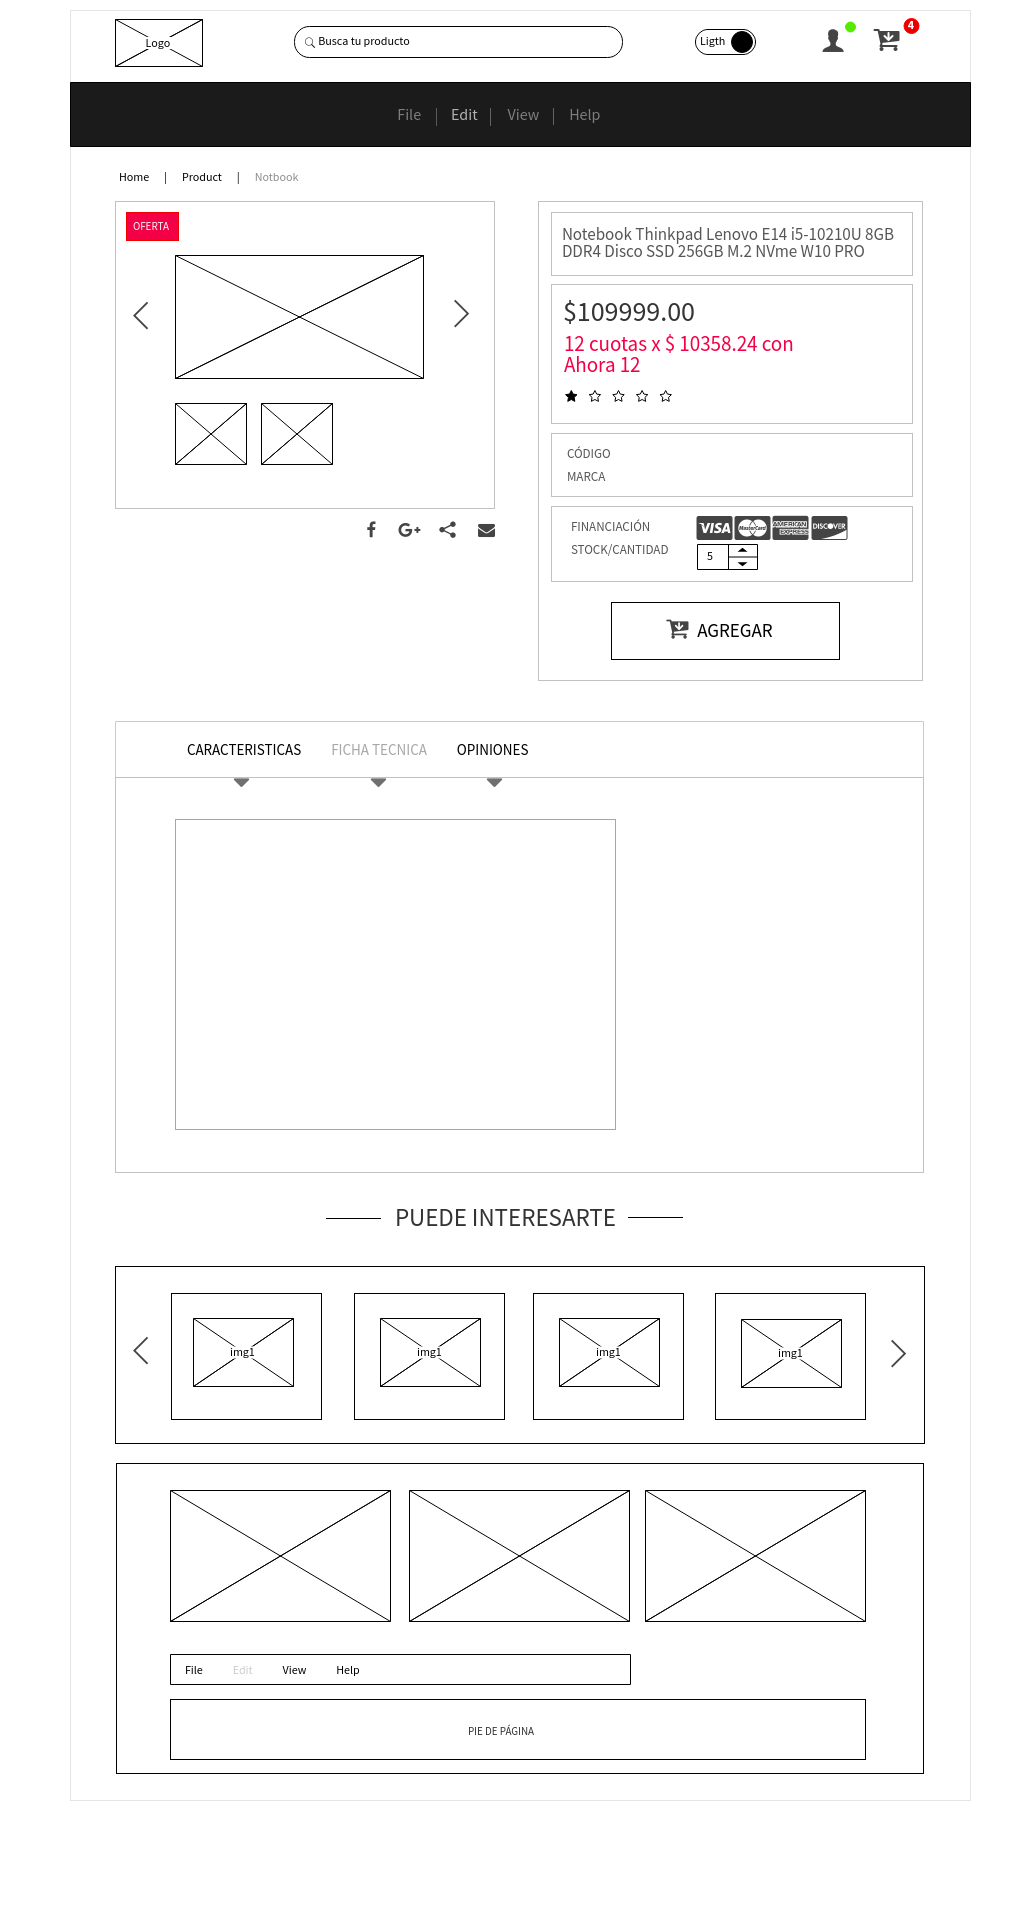 Logo
Busca tu producto
Ligth
4
File | Edit | View | Help
Home | Product | Notbook
OFERTA
Notebook Thinkpad Lenovo E14 i5-10210U 8GB
DDR4 Disco SSD 256GB M.2 NVme W10 PRO
$109999.00
12 cuotas x $ 10358.24 con
Ahora 12
CÓDIGO
MARCA
FINANCIACIÓN VISA MasterCard AMERICAN EXPRESS DISCOVER
STOCK/CANTIDAD 5
AGREGAR
CARACTERISTICAS FICHA TECNICA OPINIONES
PUEDE INTERESARTE
img1 img1 img1 img1
File Edit View Help
PIE DE PÁGINA